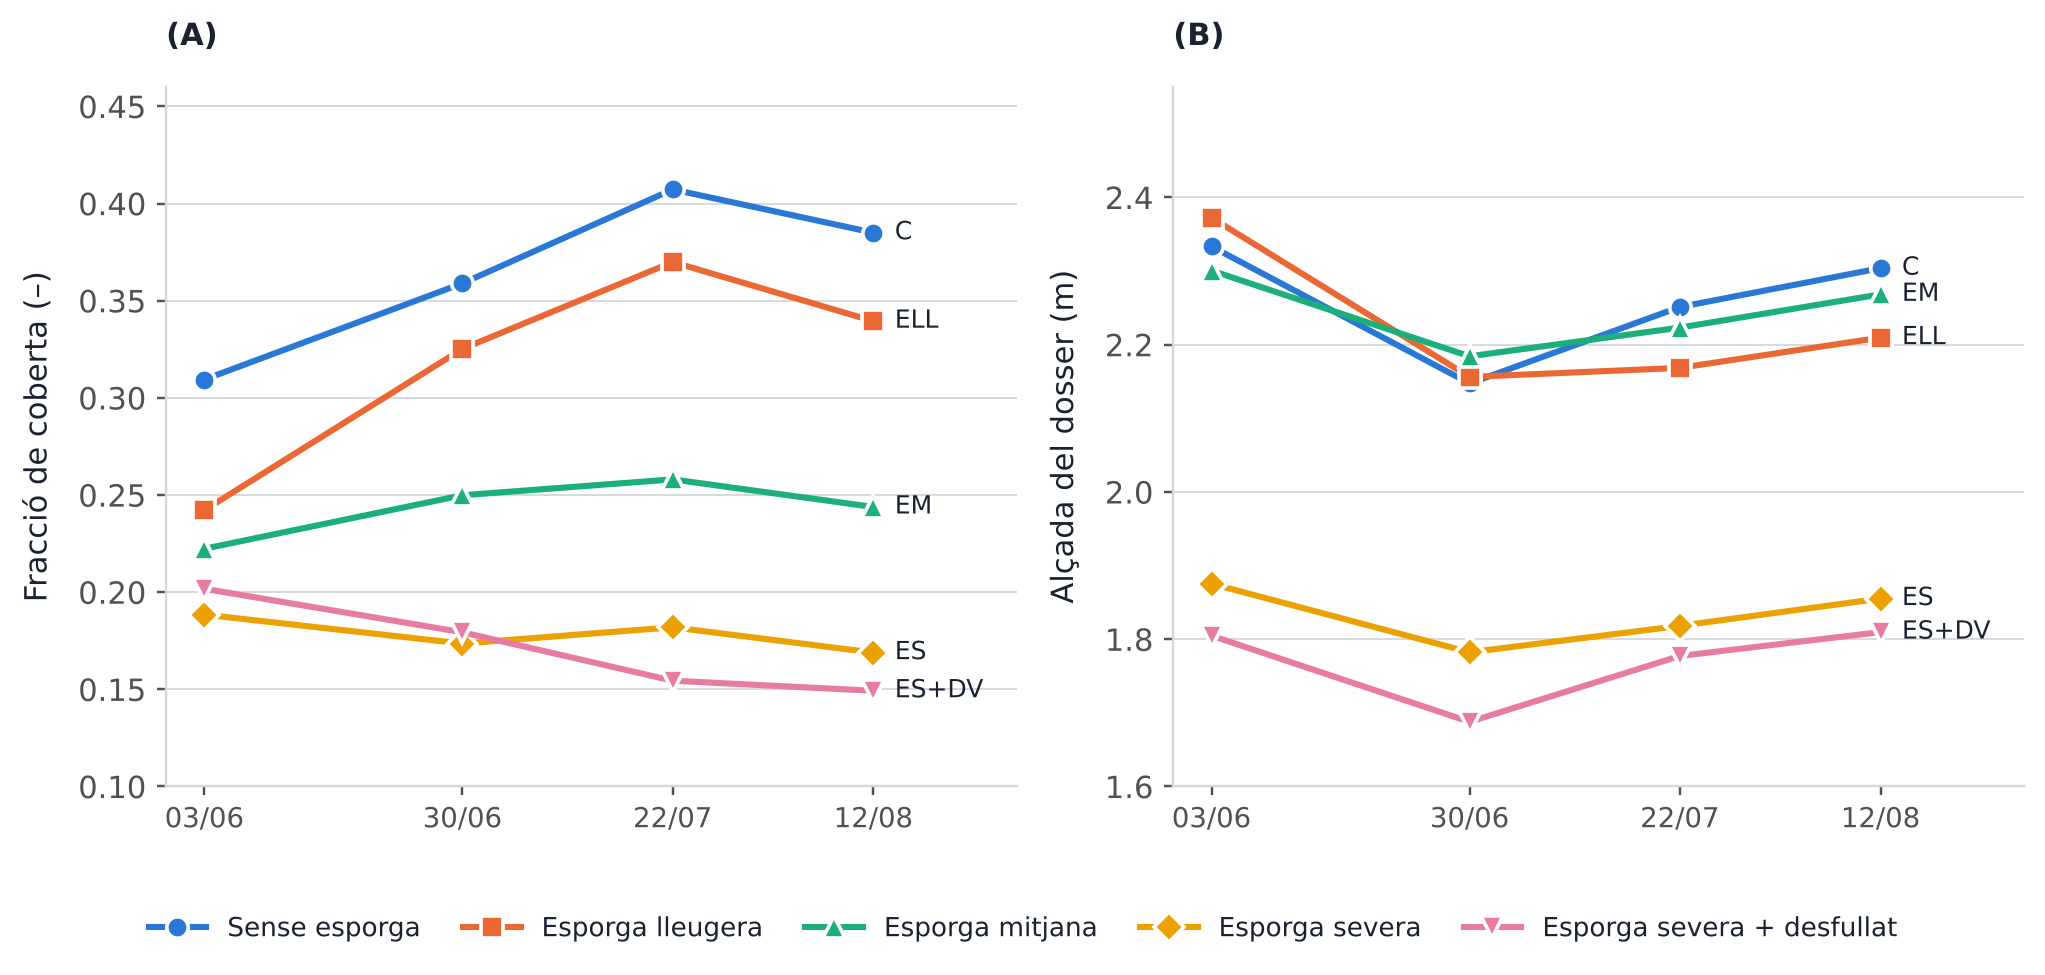 (A)
Fracció de coberta (–)
0.45
0.40
0.35
0.30
0.25
0.20
0.15
0.10
03/06 30/06 22/07 12/08
C
ELL
EM
ES
ES+DV
(B)
Alçada del dosser (m)
2.4
2.2
2.0
1.8
1.6
03/06 30/06 22/07 12/08
C
EM
ELL
ES
ES+DV
Sense esporga Esporga lleugera Esporga mitjana Esporga severa Esporga severa + desfullat